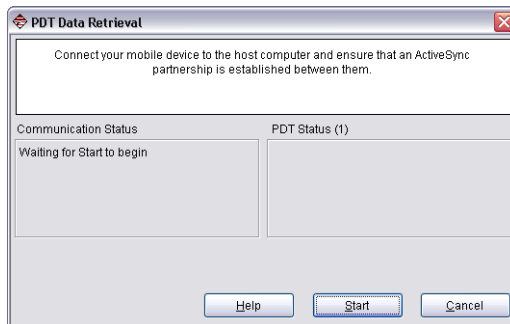 PDT Data Retrieval
Connect your mobile device to the host computer and ensure that an ActiveSync
partnership is established between them.
Communication Status
PDT Status (1)
Waiting for Start to begin
Help
Start
Cancel